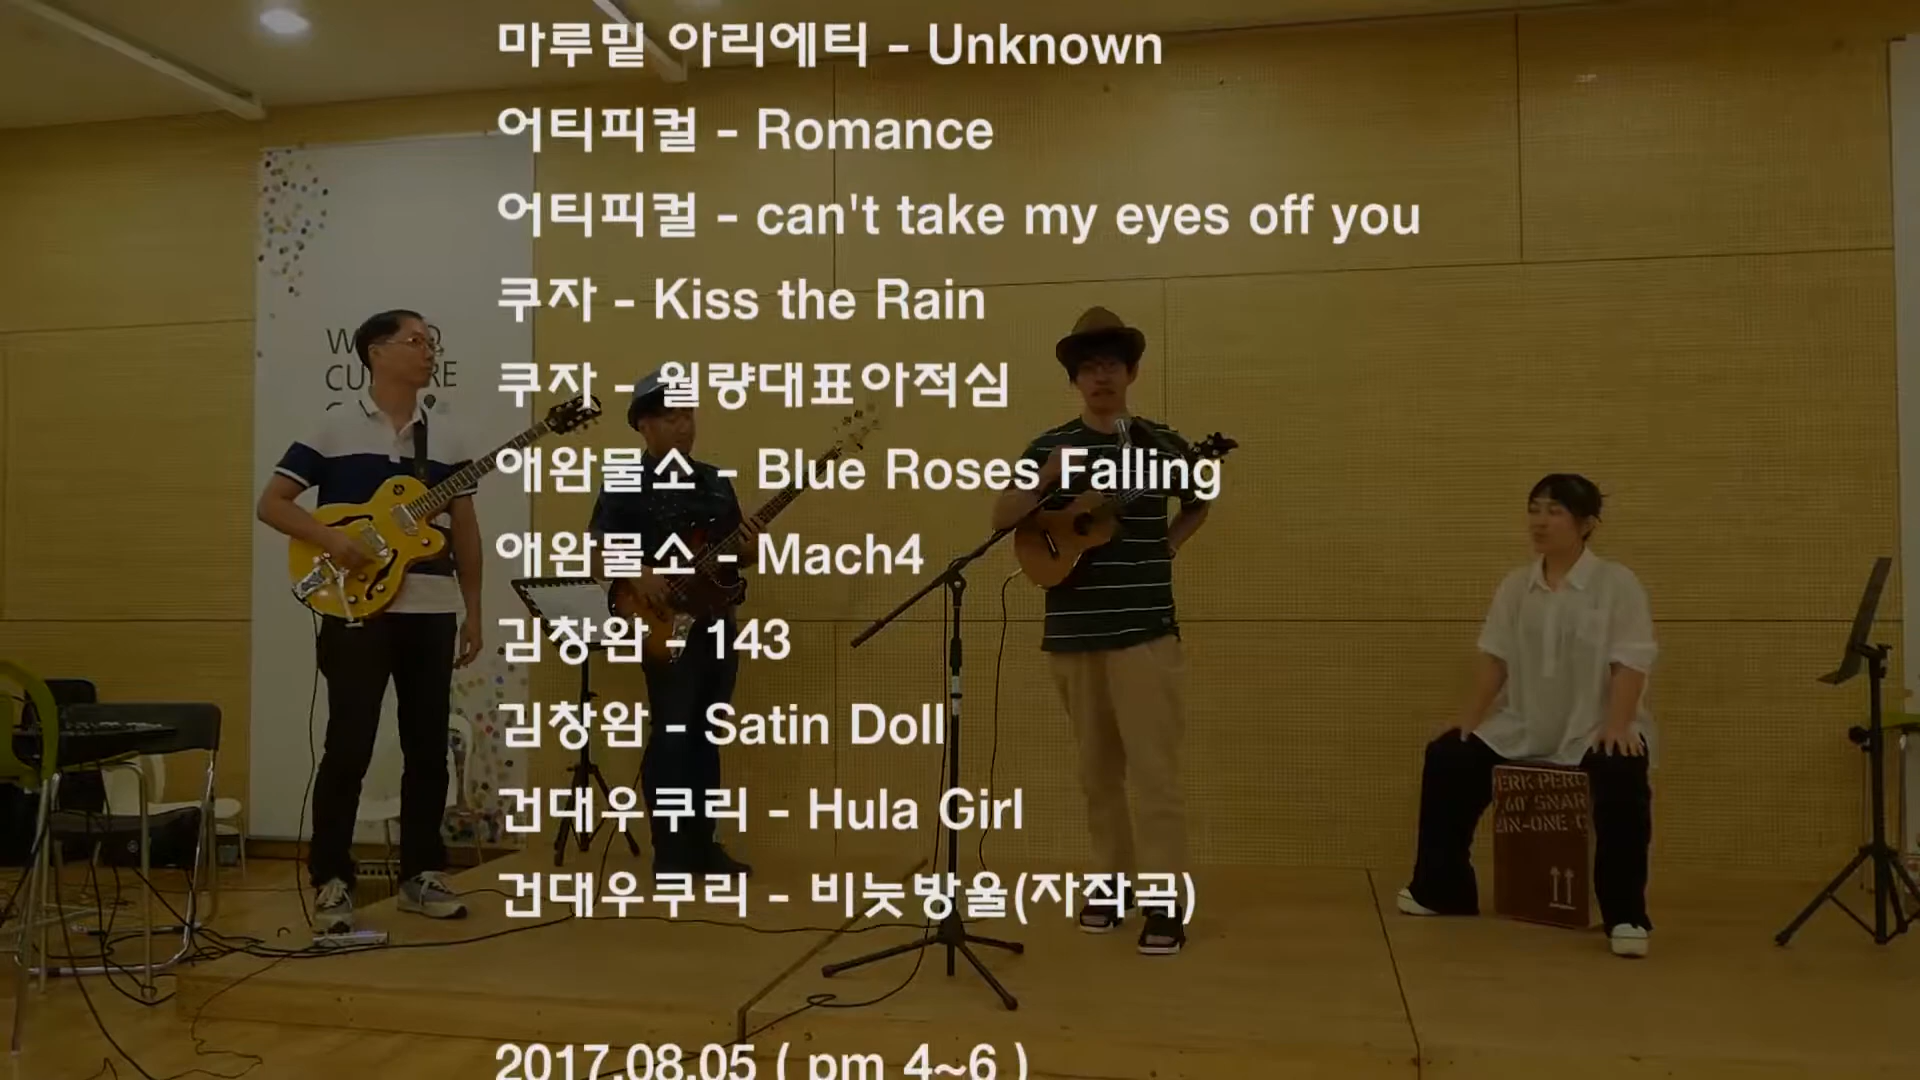 마루밑 아리에티 - Unknown
어티피컬 - Romance
어티피컬 - can't take my eyes off you
쿠자 - Kiss the Rain
쿠자 - 월량대표아적심
애왐물소 - Blue Roses Falling
애왐물소 - Mach4
김창완 - 143
김창완 - Satin Doll
건대우쿠리 - Hula Girl
건대우쿠리 - 비눗방울(자작곡)
2017.08.05 ( pm 4~6 )